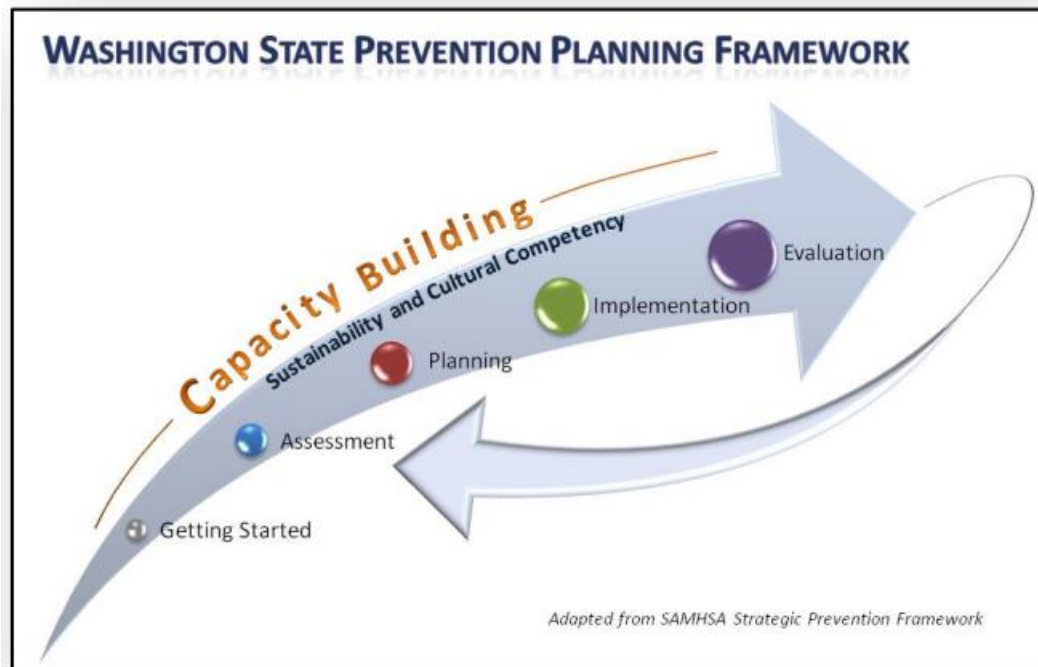 WASHINGTON STATE PREVENTION PLANNING FRAMEWORK
Capacity Building
Sustainability and Cultural Competency
Evaluation
Implementation
Planning
Assessment
Getting Started
Adapted from SAMHSA Strategic Prevention Framework